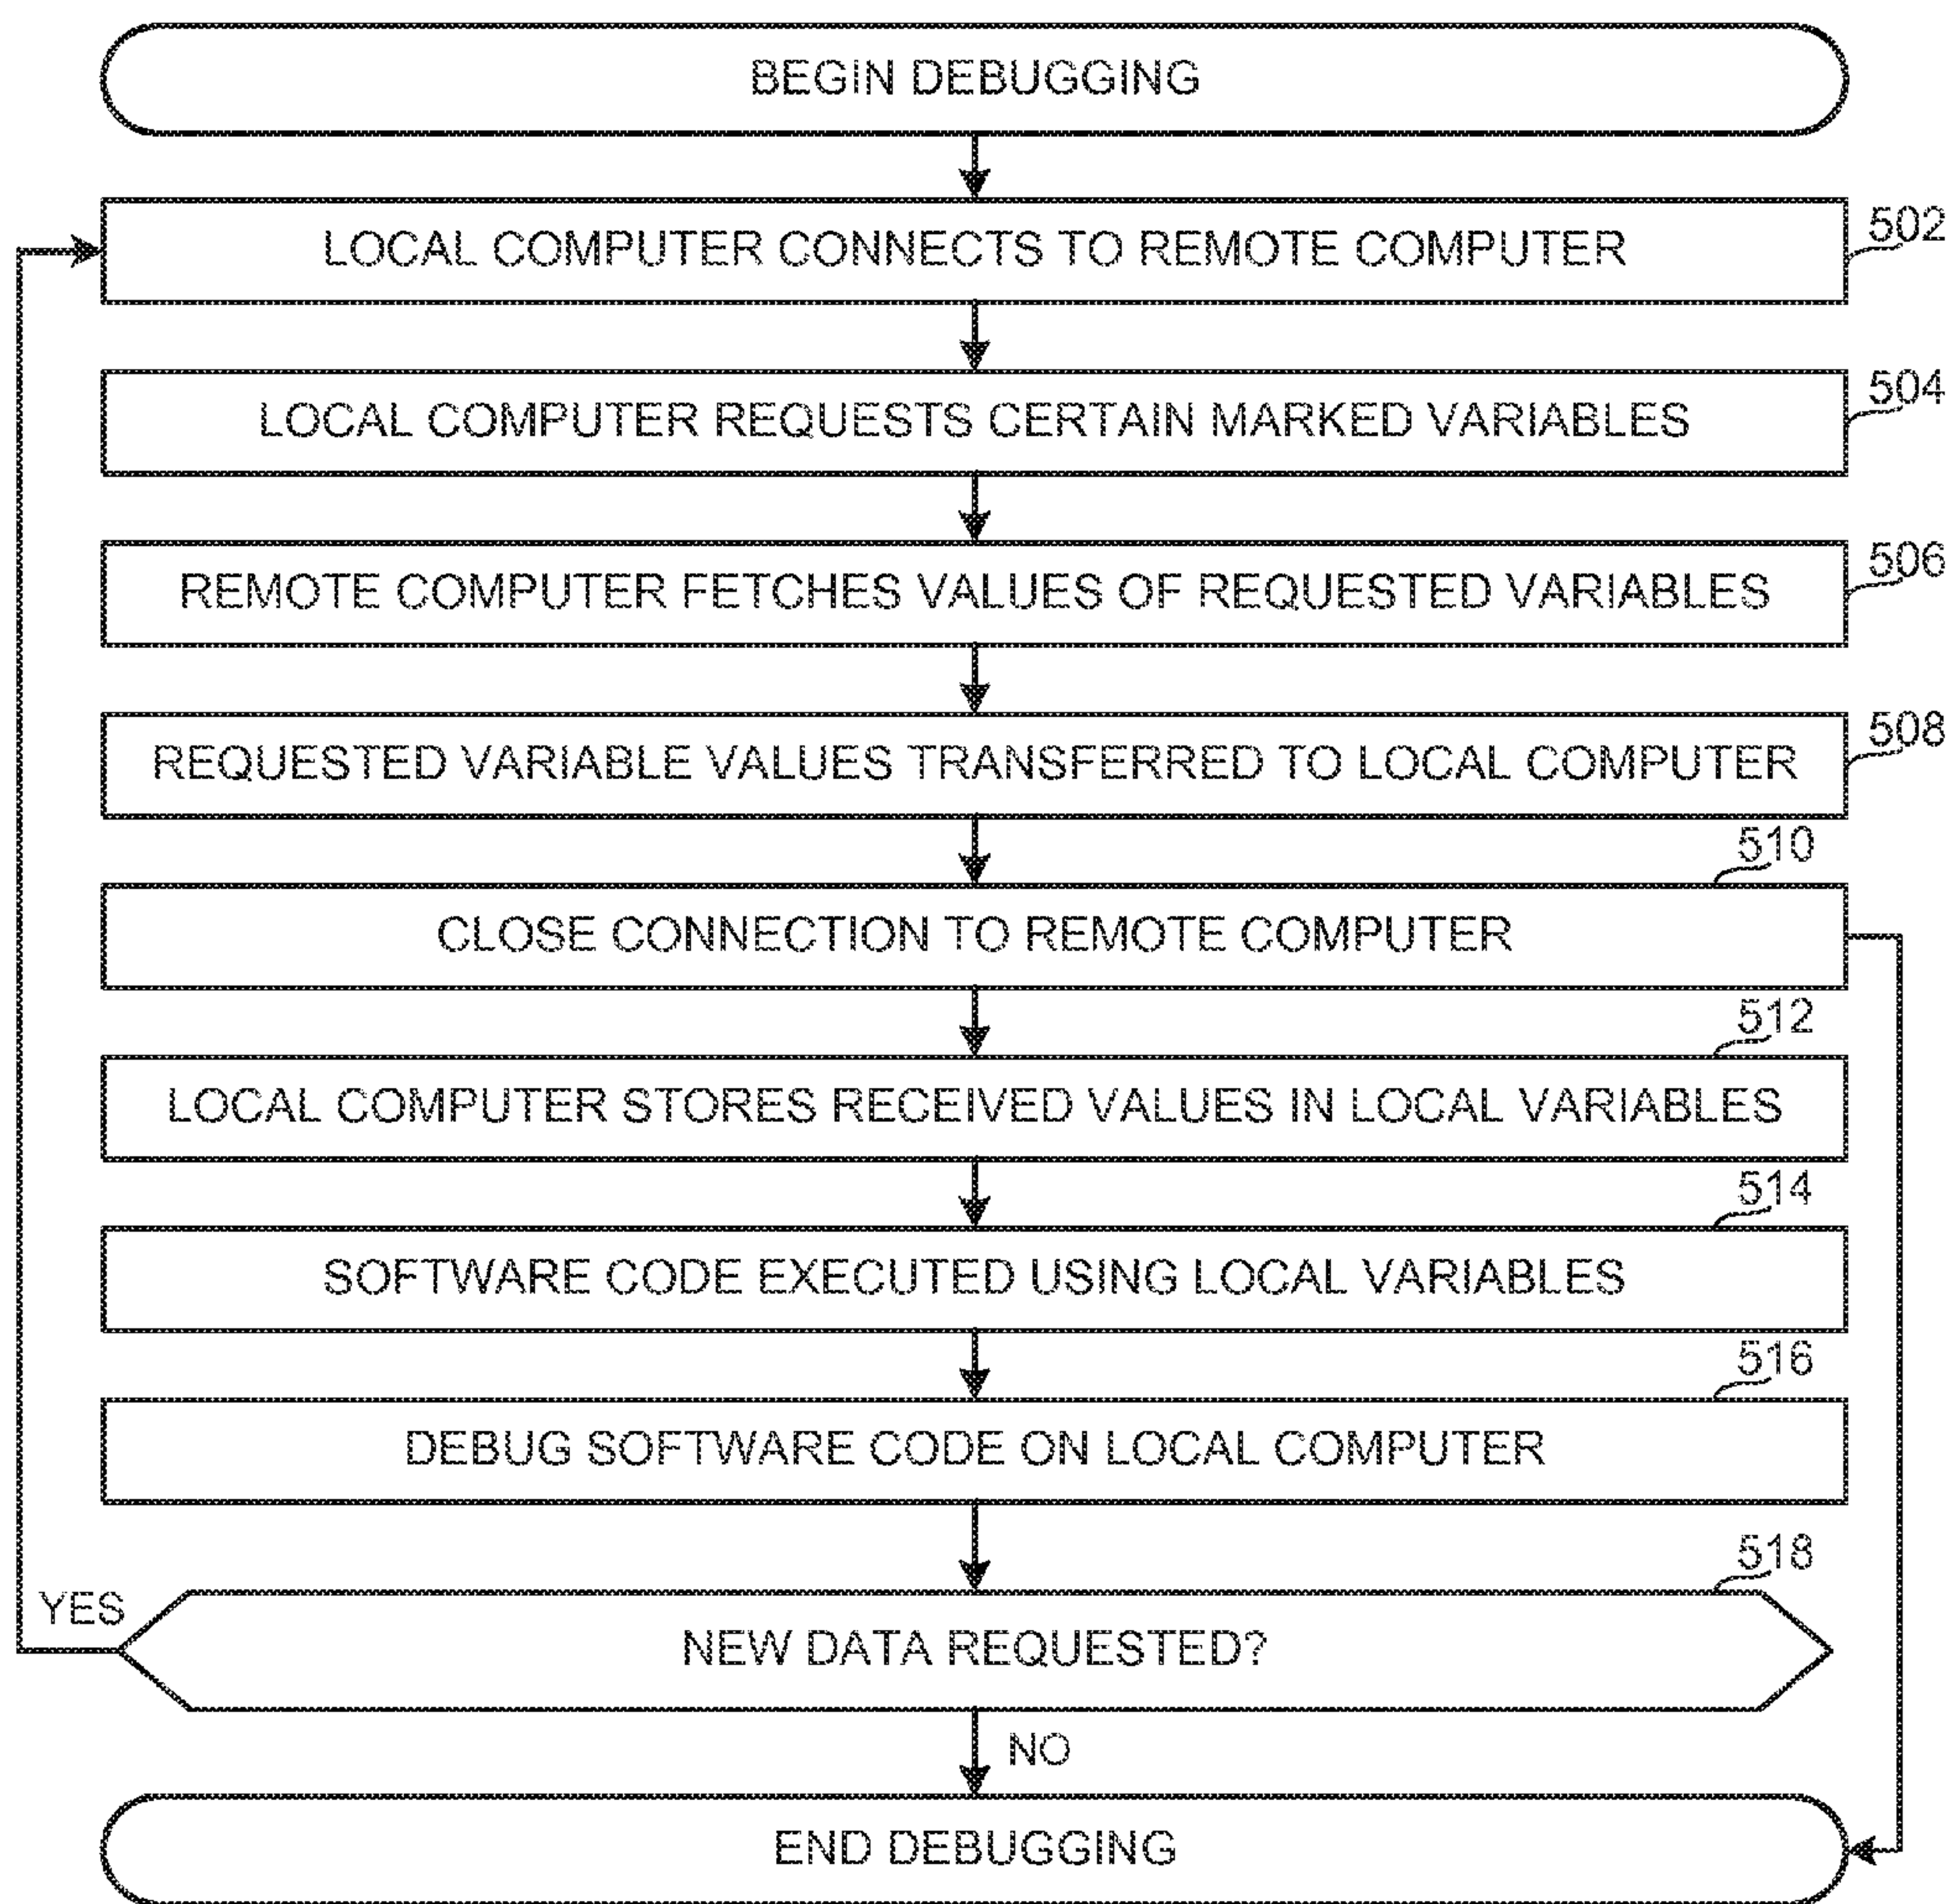 BEGIN DEBUGGING
LOCAL COMPUTER CONNECTS TO REMOTE COMPUTER
502
LOCAL COMPUTER REQUESTS CERTAIN MARKED VARIABLES
504
REMOTE COMPUTER FETCHES VALUES OF REQUESTED VARIABLES
506
REQUESTED VARIABLE VALUES TRANSFERRED TO LOCAL COMPUTER
508
510
CLOSE CONNECTION TO REMOTE COMPUTER
512
LOCAL COMPUTER STORES RECEIVED VALUES IN LOCAL VARIABLES
514
SOFTWARE CODE EXECUTED USING LOCAL VARIABLES
516
DEBUG SOFTWARE CODE ON LOCAL COMPUTER
518
YES
NEW DATA REQUESTED?
NO
END DEBUGGING